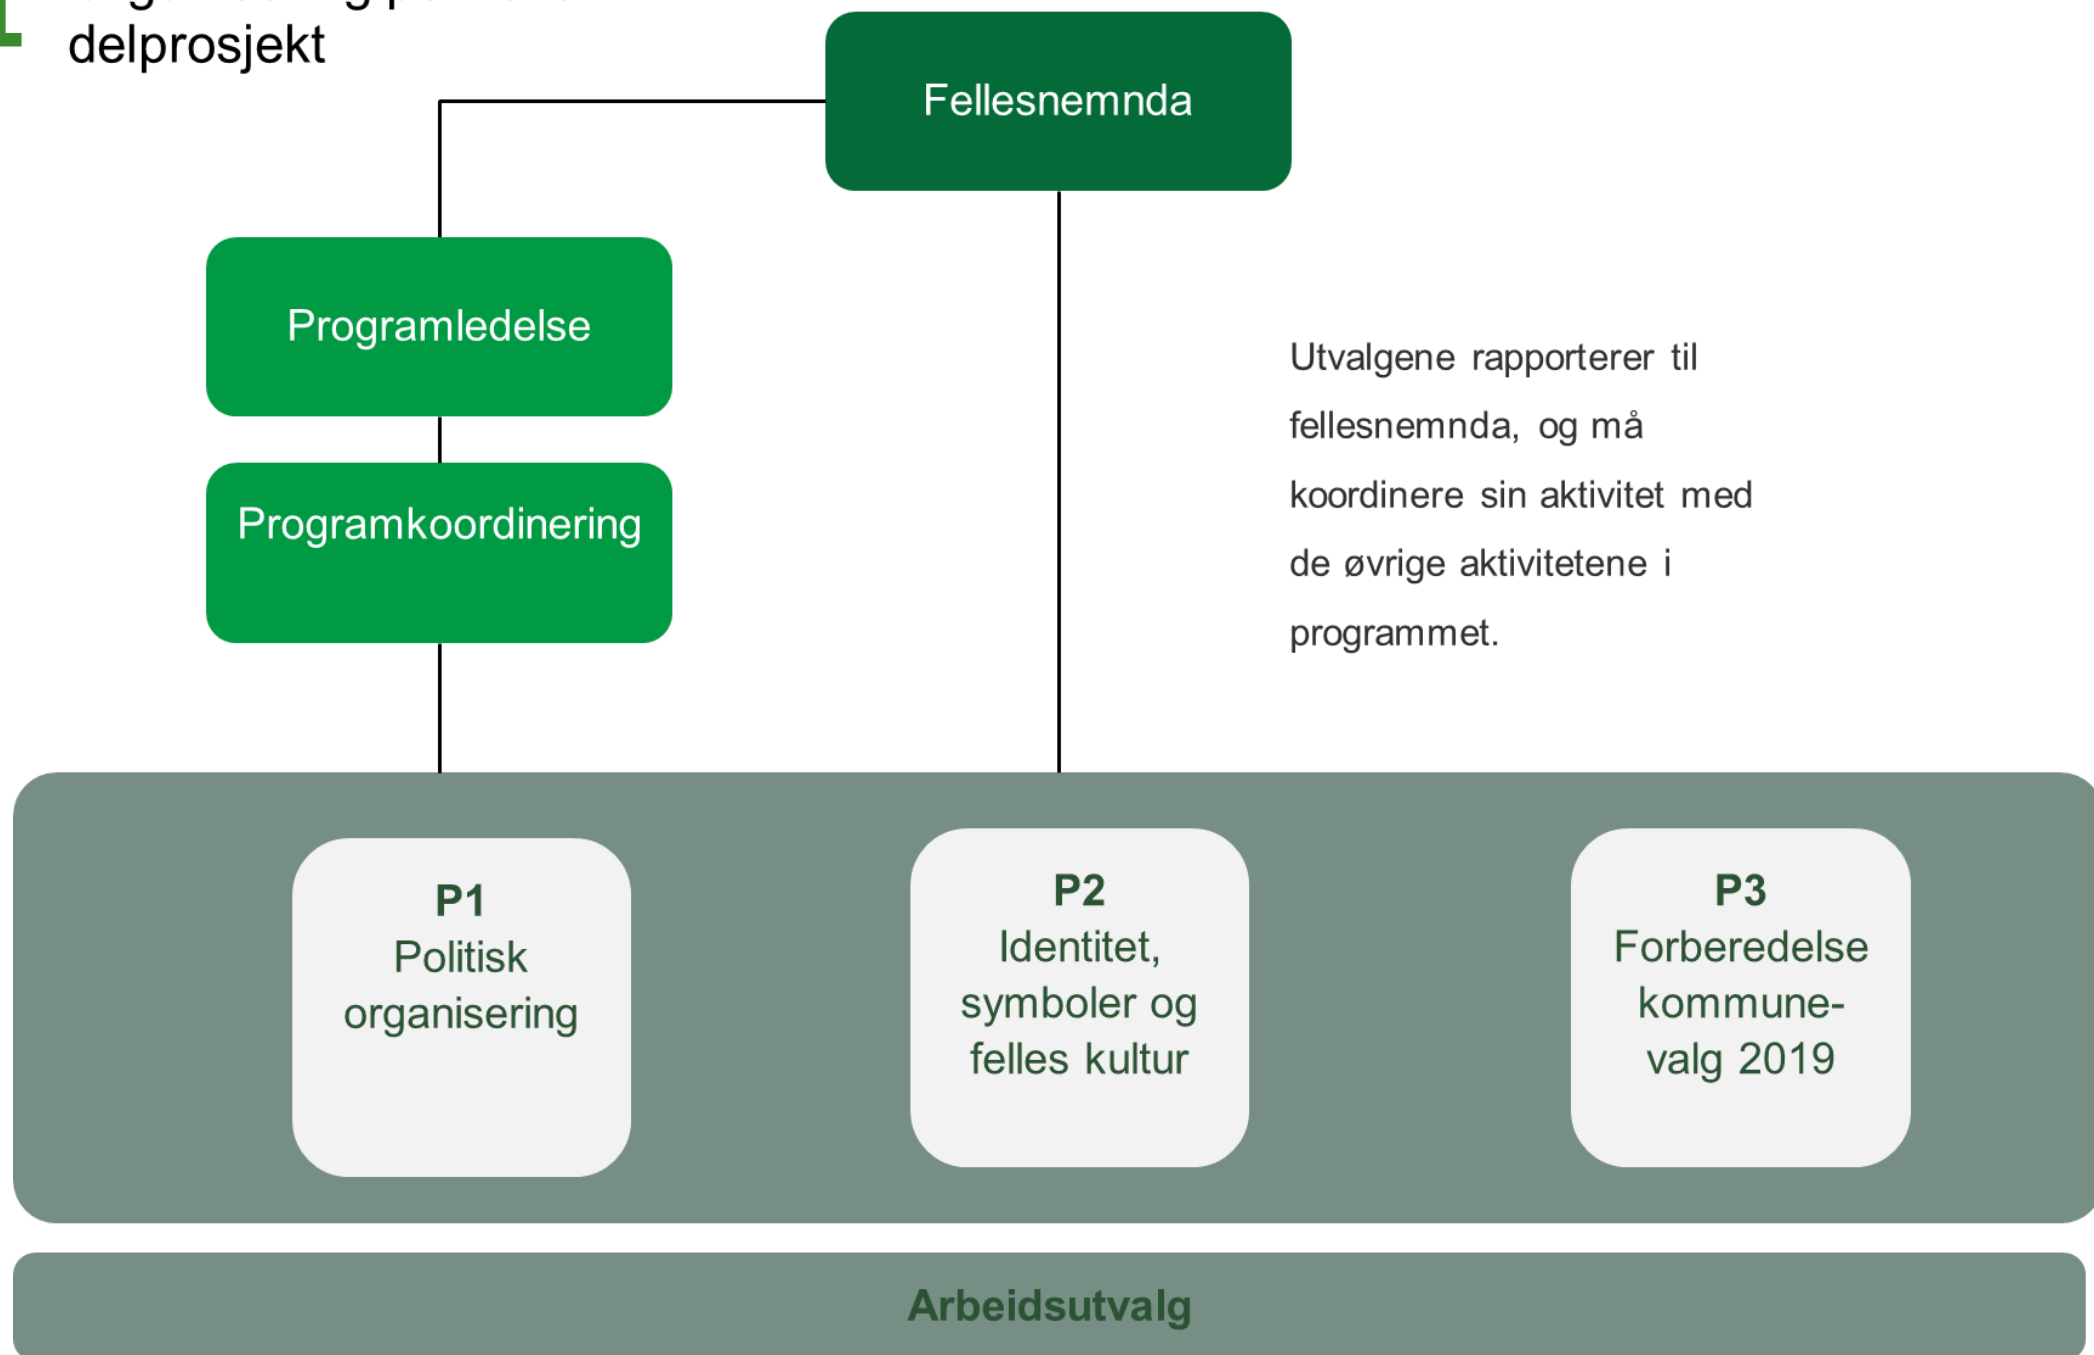 delprosjekt
Fellesnemnda
Programledelse
Programkoordinering
Utvalgene rapporterer til
fellesnemnda, og må
koordinere sin aktivitet med
de øvrige aktivitetene i
programmet.
P1
Politisk
organisering
P2
Identitet,
symboler og
felles kultur
P3
Forberedelse
kommune-
valg 2019
Arbeidsutvalg